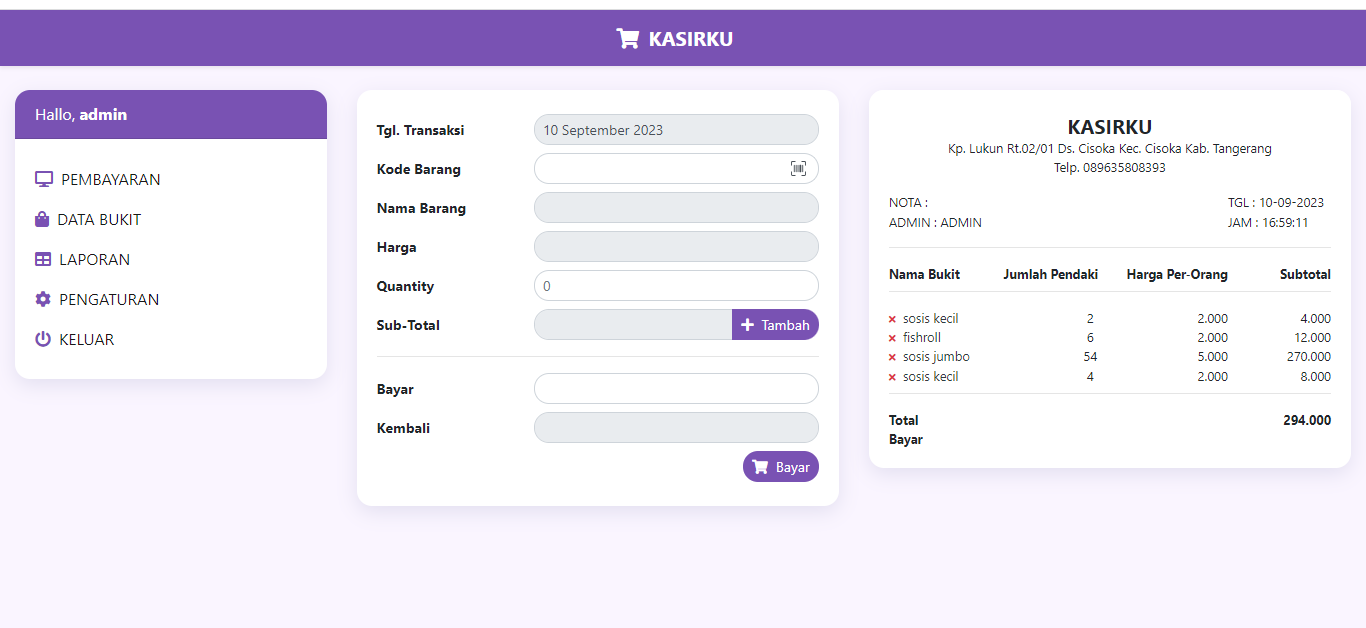 KASIRKU
Hallo, admin
PEMBAYARAN
DATA BUKIT
LAPORAN
PENGATURAN
KELUAR
Tgl. Transaksi 10 September 2023
Kode Barang
Nama Barang
Harga
Quantity 0
Sub-Total Tambah
Bayar
Kembali
Bayar
KASIRKU
Kp. Lukun Rt.02/01 Ds. Cisoka Kec. Cisoka Kab. Tangerang
Telp. 089635808393
NOTA : TGL : 10-09-2023
ADMIN : ADMIN JAM : 16:59:11
Nama Bukit Jumlah Pendaki Harga Per-Orang Subtotal
sosis kecil 2 2.000 4.000
fishroll 6 2.000 12.000
sosis jumbo 54 5.000 270.000
sosis kecil 4 2.000 8.000
Total 294.000
Bayar